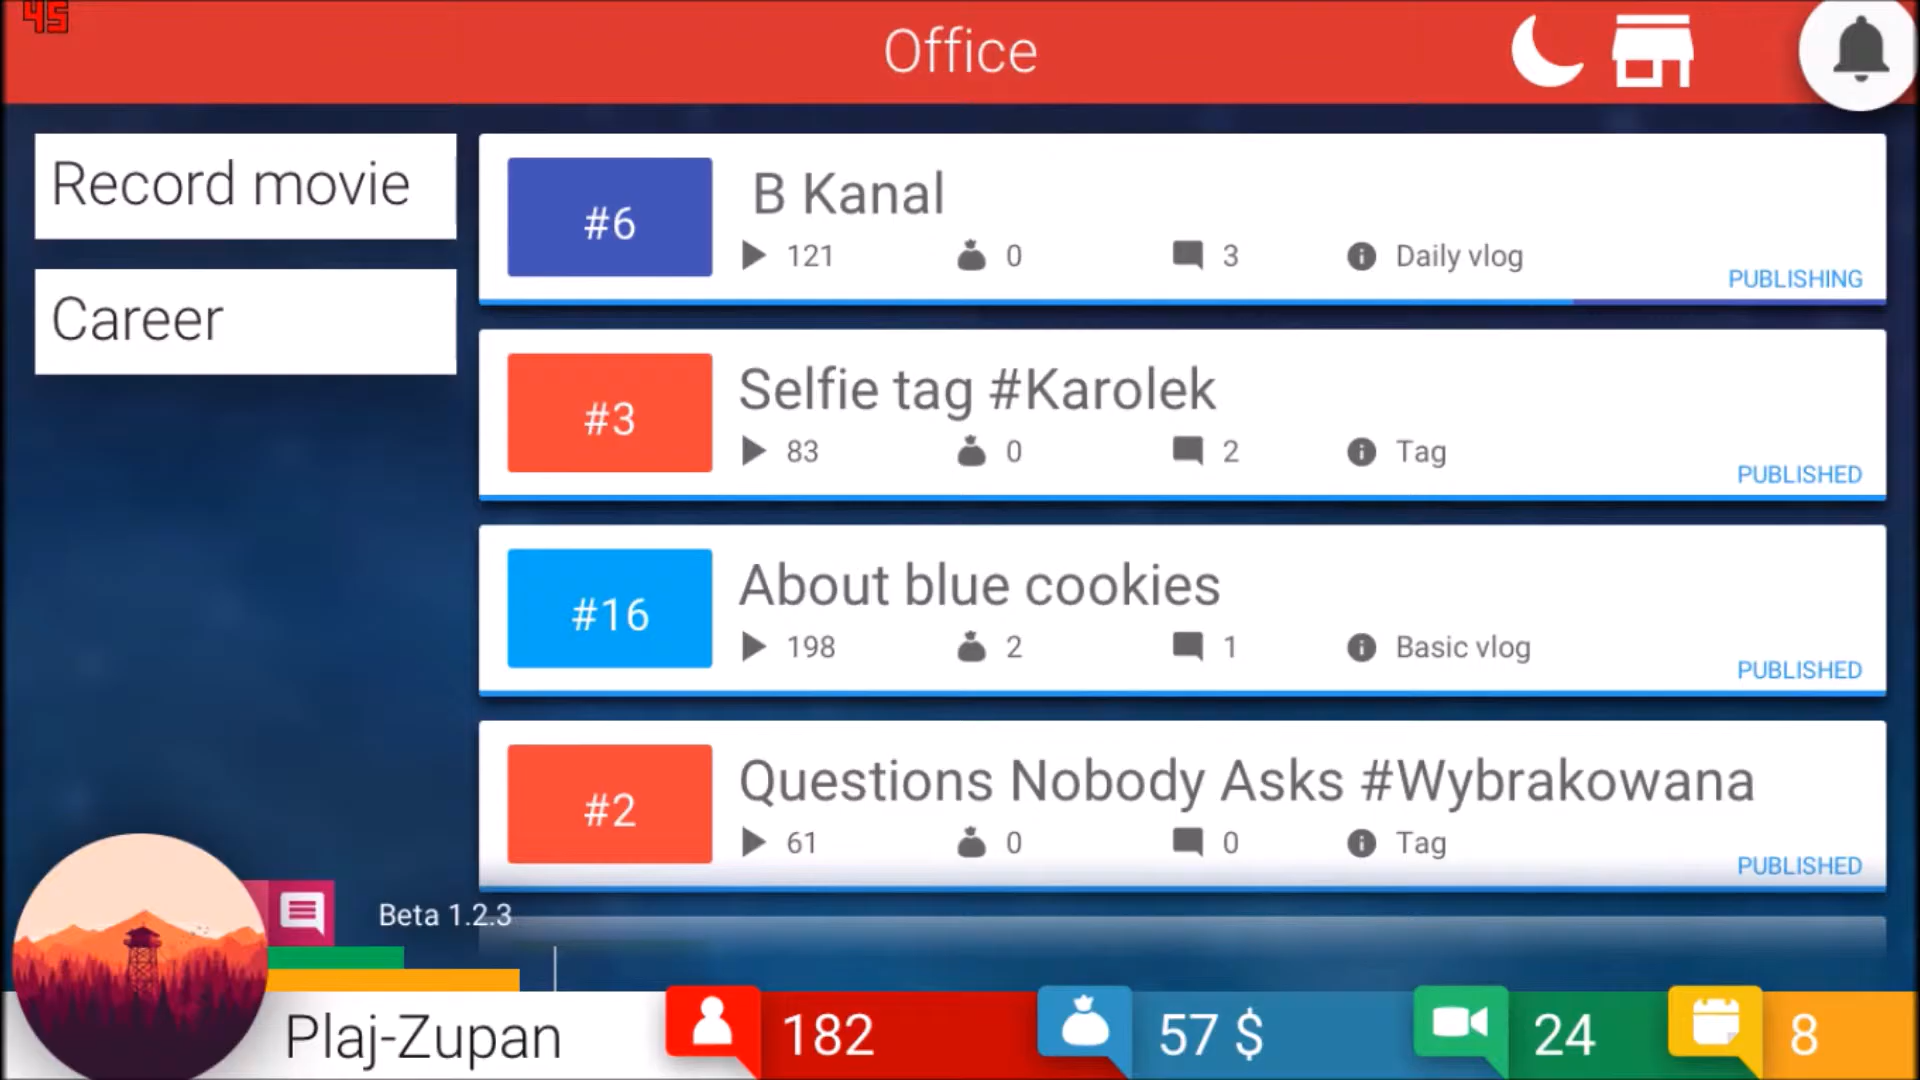 45
Office
Record movie
Career
#6
B Kanal
121
0
3
Daily vlog
PUBLISHING
#3
Selfie tag #Karolek
83
0
2
Tag
PUBLISHED
#16
About blue cookies
198
2
1
Basic vlog
PUBLISHED
#2
Questions Nobody Asks #Wybrakowana
61
0
0
Tag
PUBLISHED
Beta 1.2.3
Plaj-Zupan
182
57 $
24
8